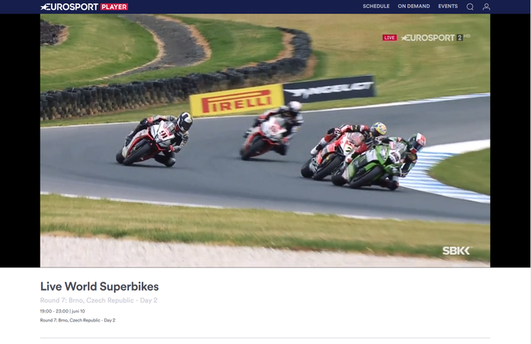 EUROSPORT PLAYER
SCHEDULE ON DEMAND EVENTS
LIVE EUROSPORT 2
PIRELLI
SBK
Live World Superbikes
Round 7: Brno, Czech Republic - Day 2
19:00 - 23:00 | juni 10
Round 7: Brno, Czech Republic - Day 2